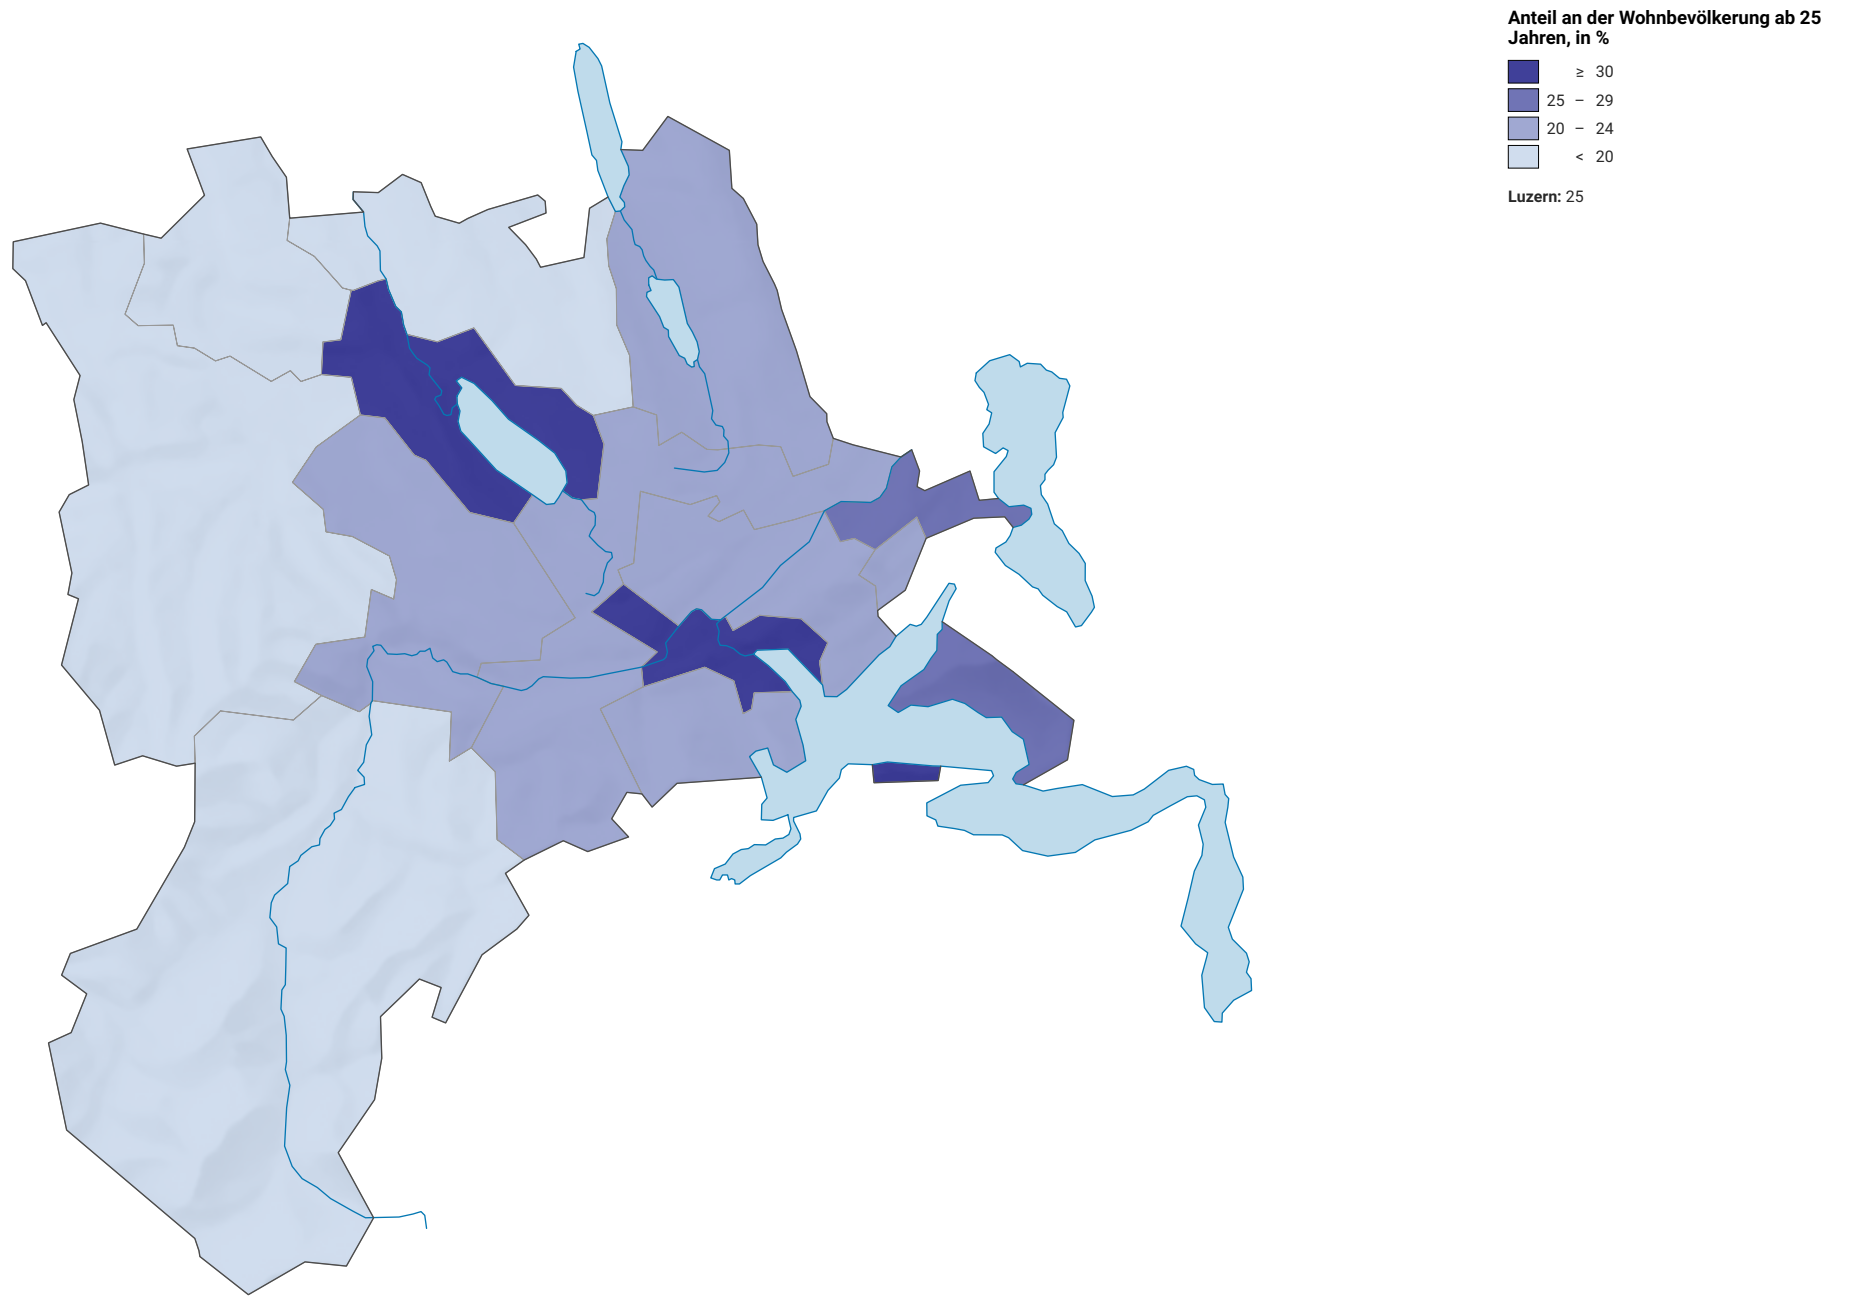 Anteil an der Wohnbevölkerung ab 25
Jahren, in %
≥ 30
25 – 29
20 – 24
< 20
Luzern: 25